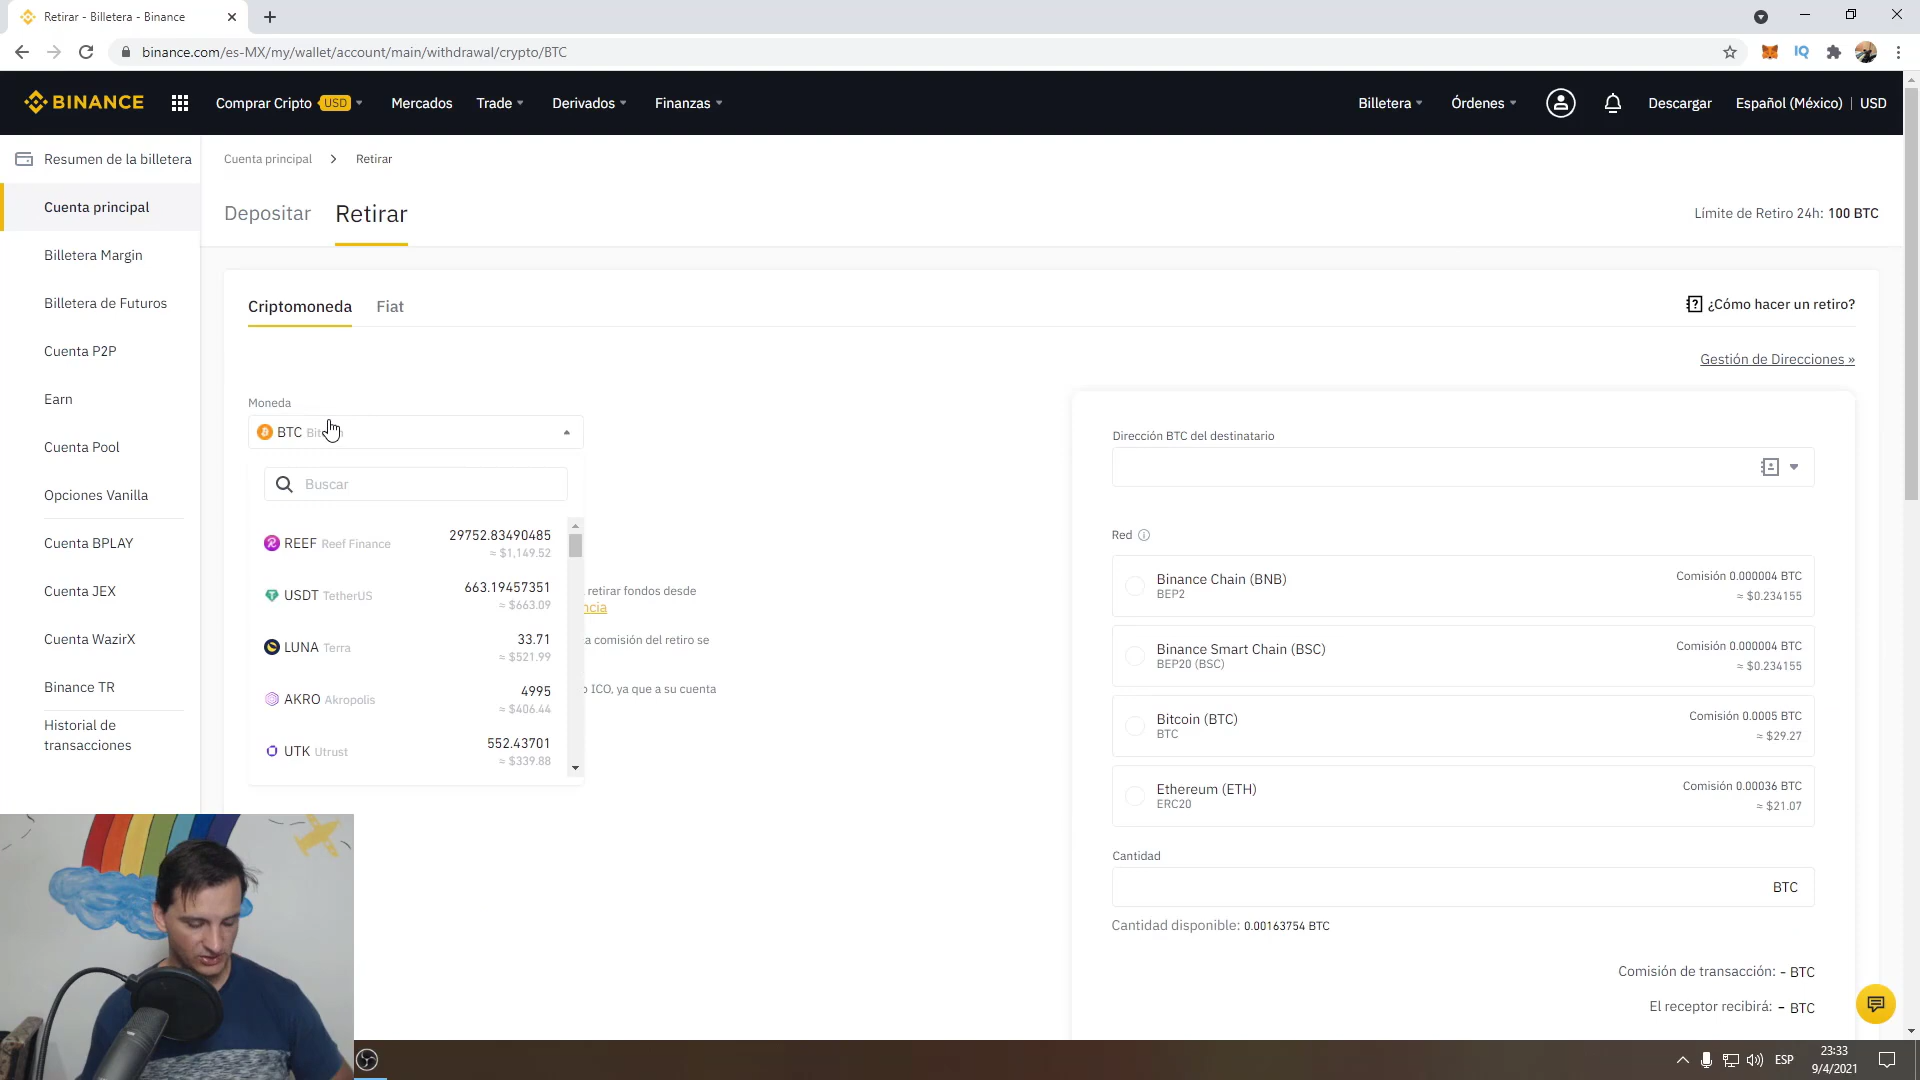 Retirar - Billetera - Binance
binance.com/es-MX/my/wallet/account/main/withdrawal/crypto/BTC
IQ
BINANCE
Comprar Cripto USD
Mercados
Trade
Derivados
Finanzas
Billetera
Órdenes
Descargar
Español (México) | USD
Resumen de la billetera
Cuenta principal
Billetera Margin
Billetera de Futuros
Cuenta P2P
Earn
Cuenta Pool
Opciones Vanilla
Cuenta BPLAY
Cuenta JEX
Cuenta WazirX
Binance TR
Historial de
transacciones
Cuenta principal > Retirar
Depositar
Retirar
Límite de Retiro 24h: 100 BTC
Criptomoneda
Fiat
¿Cómo hacer un retiro?
Gestión de Direcciones »
Moneda
BTC
Buscar
REEF Reef Finance 29752.83490485
≈ $1,149.52
USDT TetherUS 663.19457351
≈ $663.09
LUNA Terra 33.71
≈ $521.99
AKRO Akropolis 4995
≈ $406.44
UTK Utrust 552.43701
≈ $339.88
retirar fondos desde
ncia
a comisión del retiro se
ICO, ya que a su cuenta
Dirección BTC del destinatario
Red
Binance Chain (BNB)
BEP2
Comisión 0.000004 BTC
≈ $0.234155
Binance Smart Chain (BSC)
BEP20 (BSC)
Comisión 0.000004 BTC
≈ $0.234155
Bitcoin (BTC)
BTC
Comisión 0.0005 BTC
≈ $29.27
Ethereum (ETH)
ERC20
Comisión 0.00036 BTC
≈ $21.07
Cantidad
BTC
Cantidad disponible: 0.00163754 BTC
Comisión de transacción: - BTC
El receptor recibirá: - BTC
ESP
23:33
9/4/2021